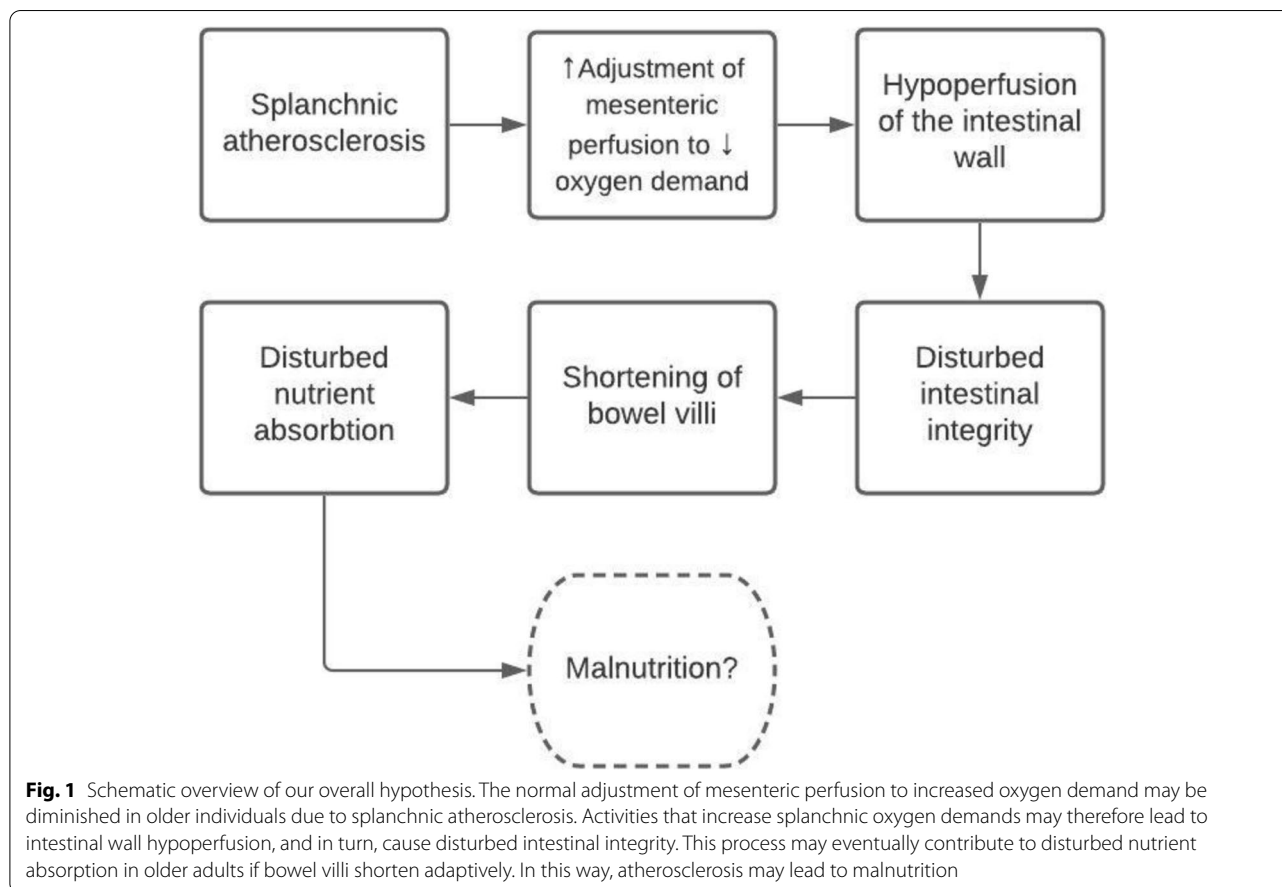 Splanchnic
atherosclerosis
↑Adjustment of
mesenteric
perfusion to ↓
oxygen demand
Hypoperfusion
of the intestinal
wall
Disturbed
intestinal
integrity
Shortening of
bowel villi
Disturbed
nutrient
absorbtion
Malnutrition?
Fig. 1 Schematic overview of our overall hypothesis. The normal adjustment of mesenteric perfusion to increased oxygen demand may be
diminished in older individuals due to splanchnic atherosclerosis. Activities that increase splanchnic oxygen demands may therefore lead to
intestinal wall hypoperfusion, and in turn, cause disturbed intestinal integrity. This process may eventually contribute to disturbed nutrient
absorption in older adults if bowel villi shorten adaptively. In this way, atherosclerosis may lead to malnutrition